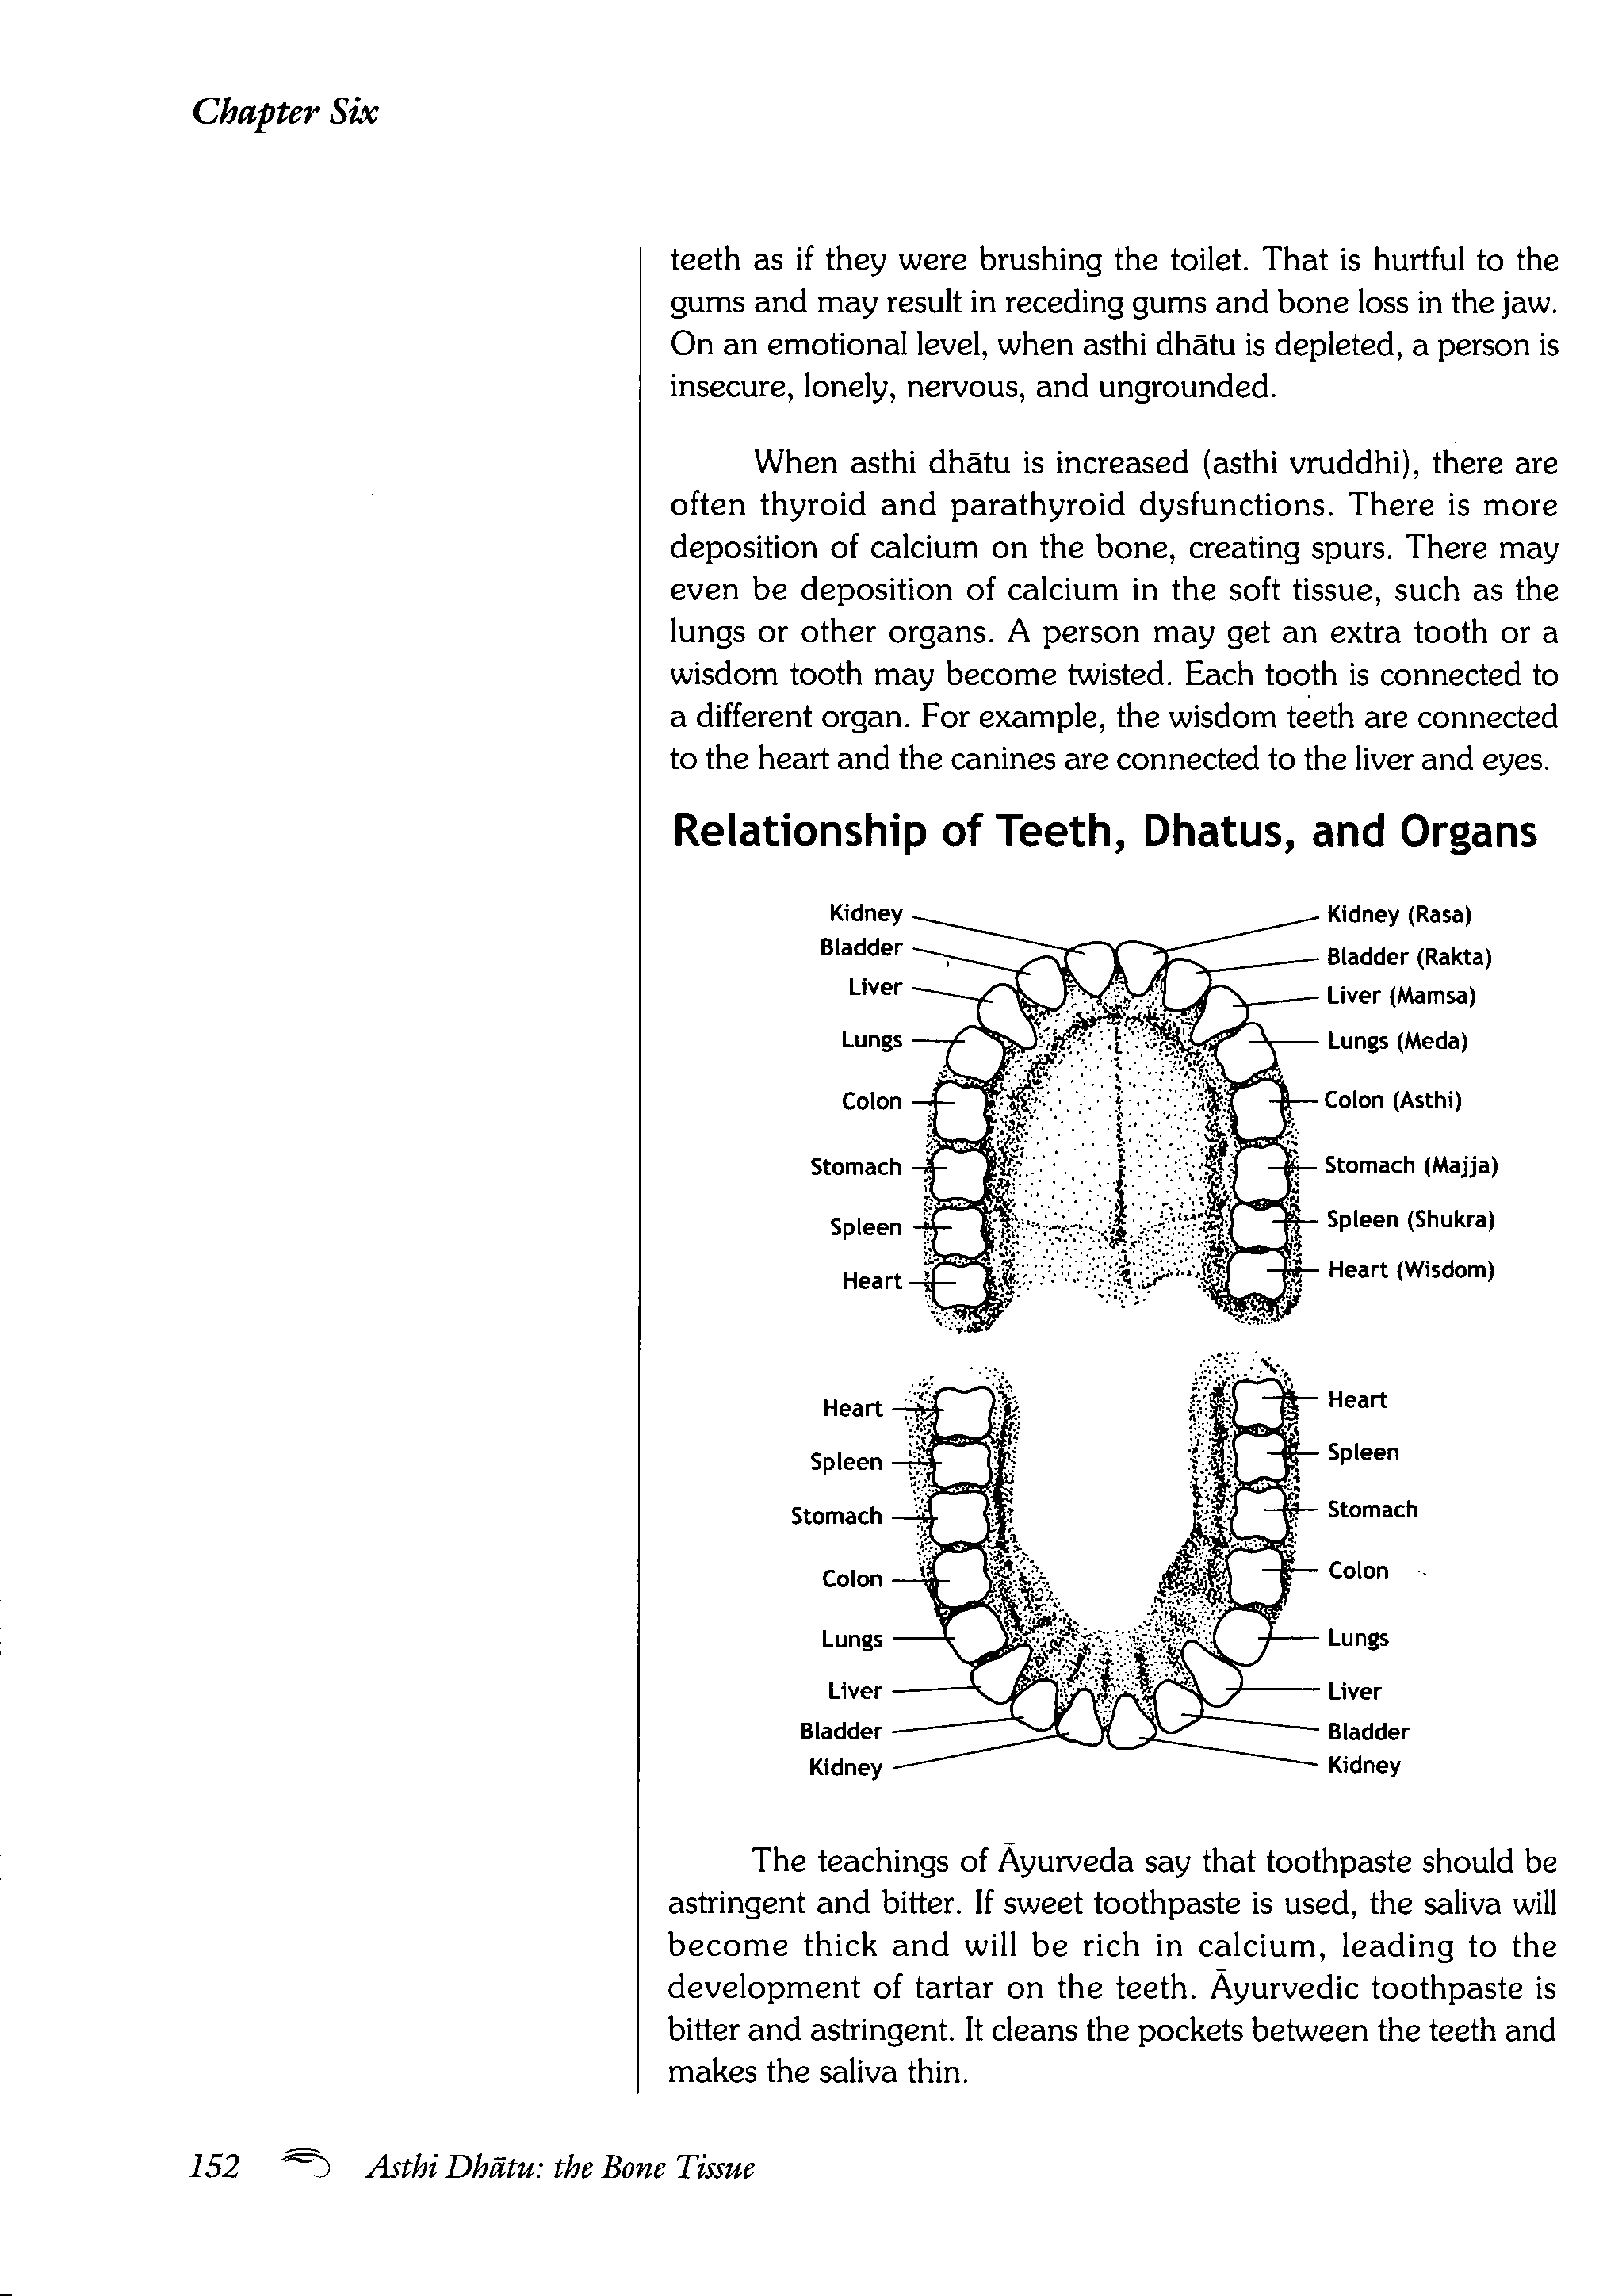 Chapter Six
teeth as if they were brushing the toilet. That is hurtful to the
gums and may result in receding gums and bone loss in the jaw.
On an emotional level, when asthi dhātu is depleted, a person is
insecure, lonely, nervous, and ungrounded.
When asthi dhātu is increased (asthi vruddhi), there are
often thyroid and parathyroid dysfunctions. There is more
deposition of calcium on the bone, creating spurs. There may
even be deposition of calcium in the soft tissue, such as the
lungs or other organs. A person may get an extra tooth or a
wisdom tooth may become twisted. Each tooth is connected to
a different organ. For example, the wisdom teeth are connected
to the heart and the canines are connected to the liver and eyes.
Relationship of Teeth, Dhatus, and Organs
Kidney Kidney (Rasa)
Bladder Bladder (Rakta)
Liver Liver (Mamsa)
Lungs Lungs (Meda)
Colon Colon (Asthi)
Stomach Stomach (Majja)
Spleen Spleen (Shukra)
Heart Heart (Wisdom)
Heart Heart
Spleen Spleen
Stomach Stomach
Colon Colon
Lungs Lungs
Liver Liver
Bladder Bladder
Kidney Kidney
The teachings of Āyurveda say that toothpaste should be
astringent and bitter. If sweet toothpaste is used, the saliva will
become thick and will be rich in calcium, leading to the
development of tartar on the teeth. Āyurvedic toothpaste is
bitter and astringent. It cleans the pockets between the teeth and
makes the saliva thin.
152 Asthi Dhātu: the Bone Tissue